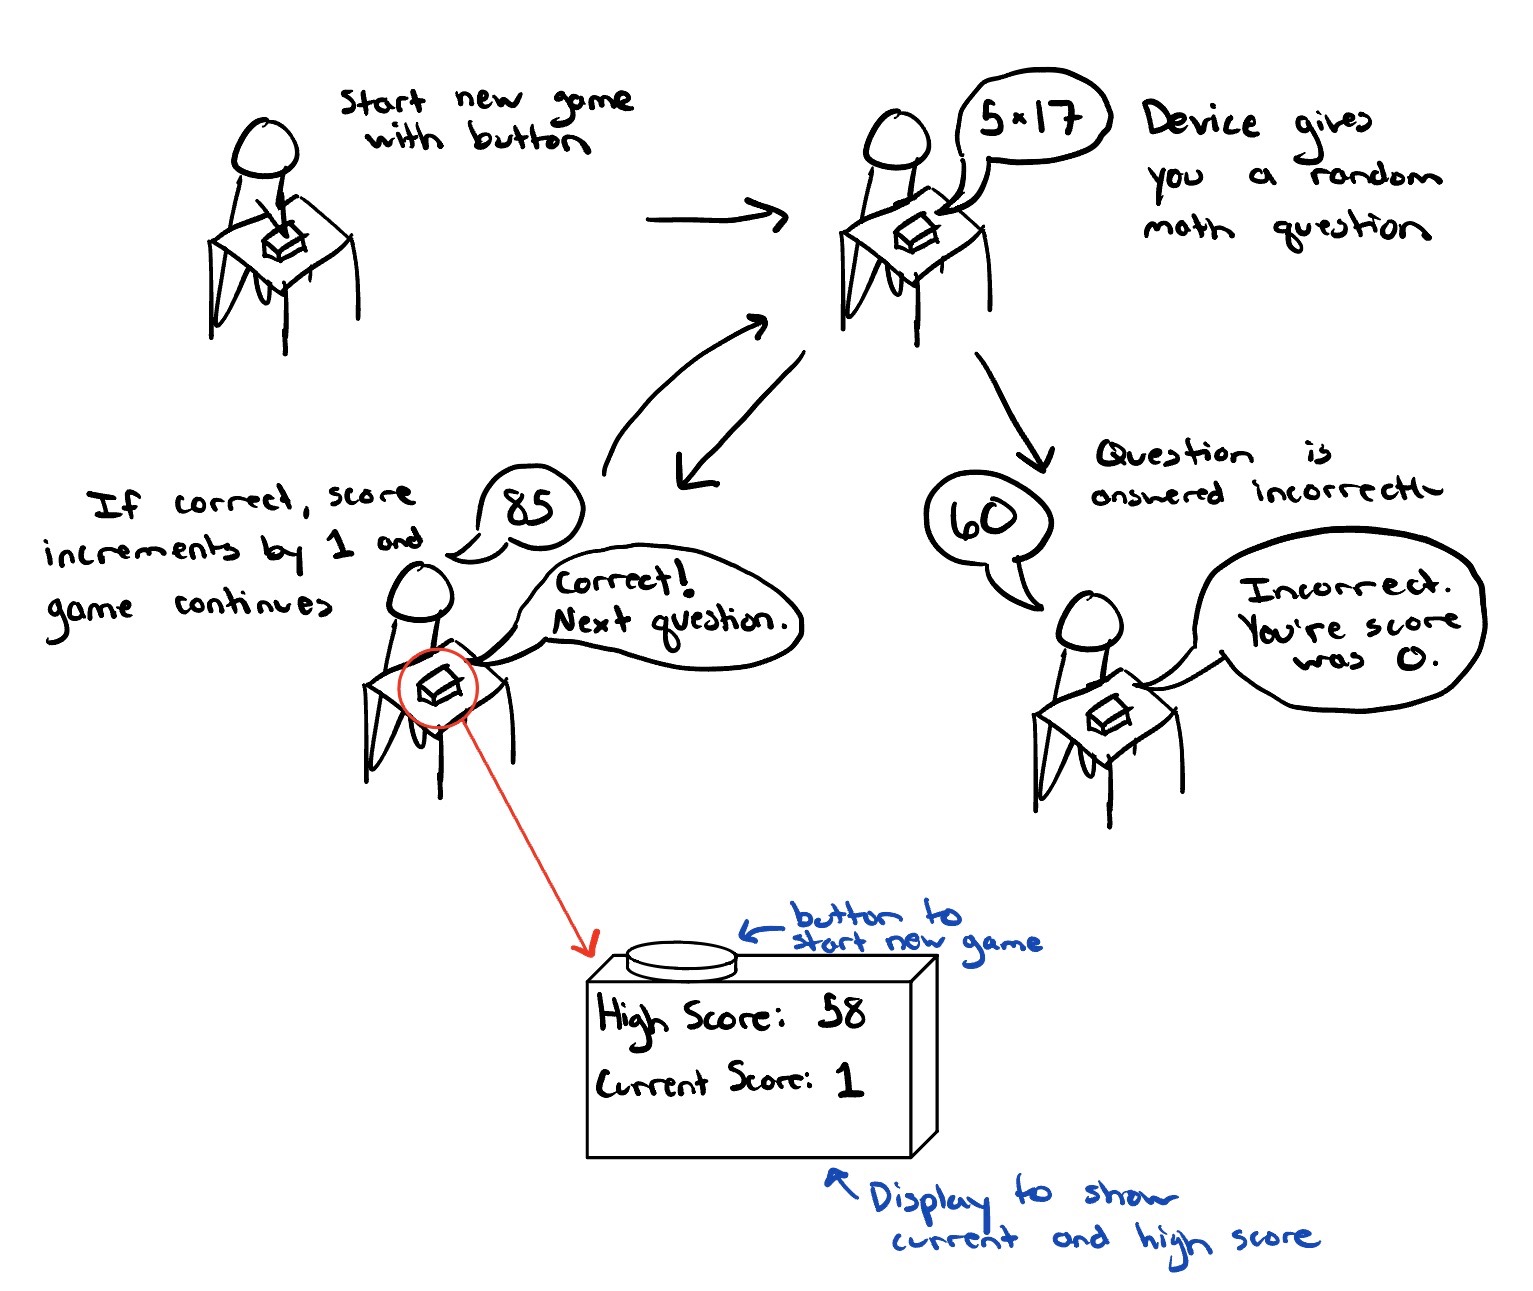 Start new game
with button
5 × 17
Device gives
you a random
math question
If correct, score
increments by 1 and
game continues
85
Correct!
Next question.
Question is
answered incorrectly
60
Incorrect.
You're score
was 0.
button to
start new game
High Score: 58
Current Score: 1
Display to show
current and high score